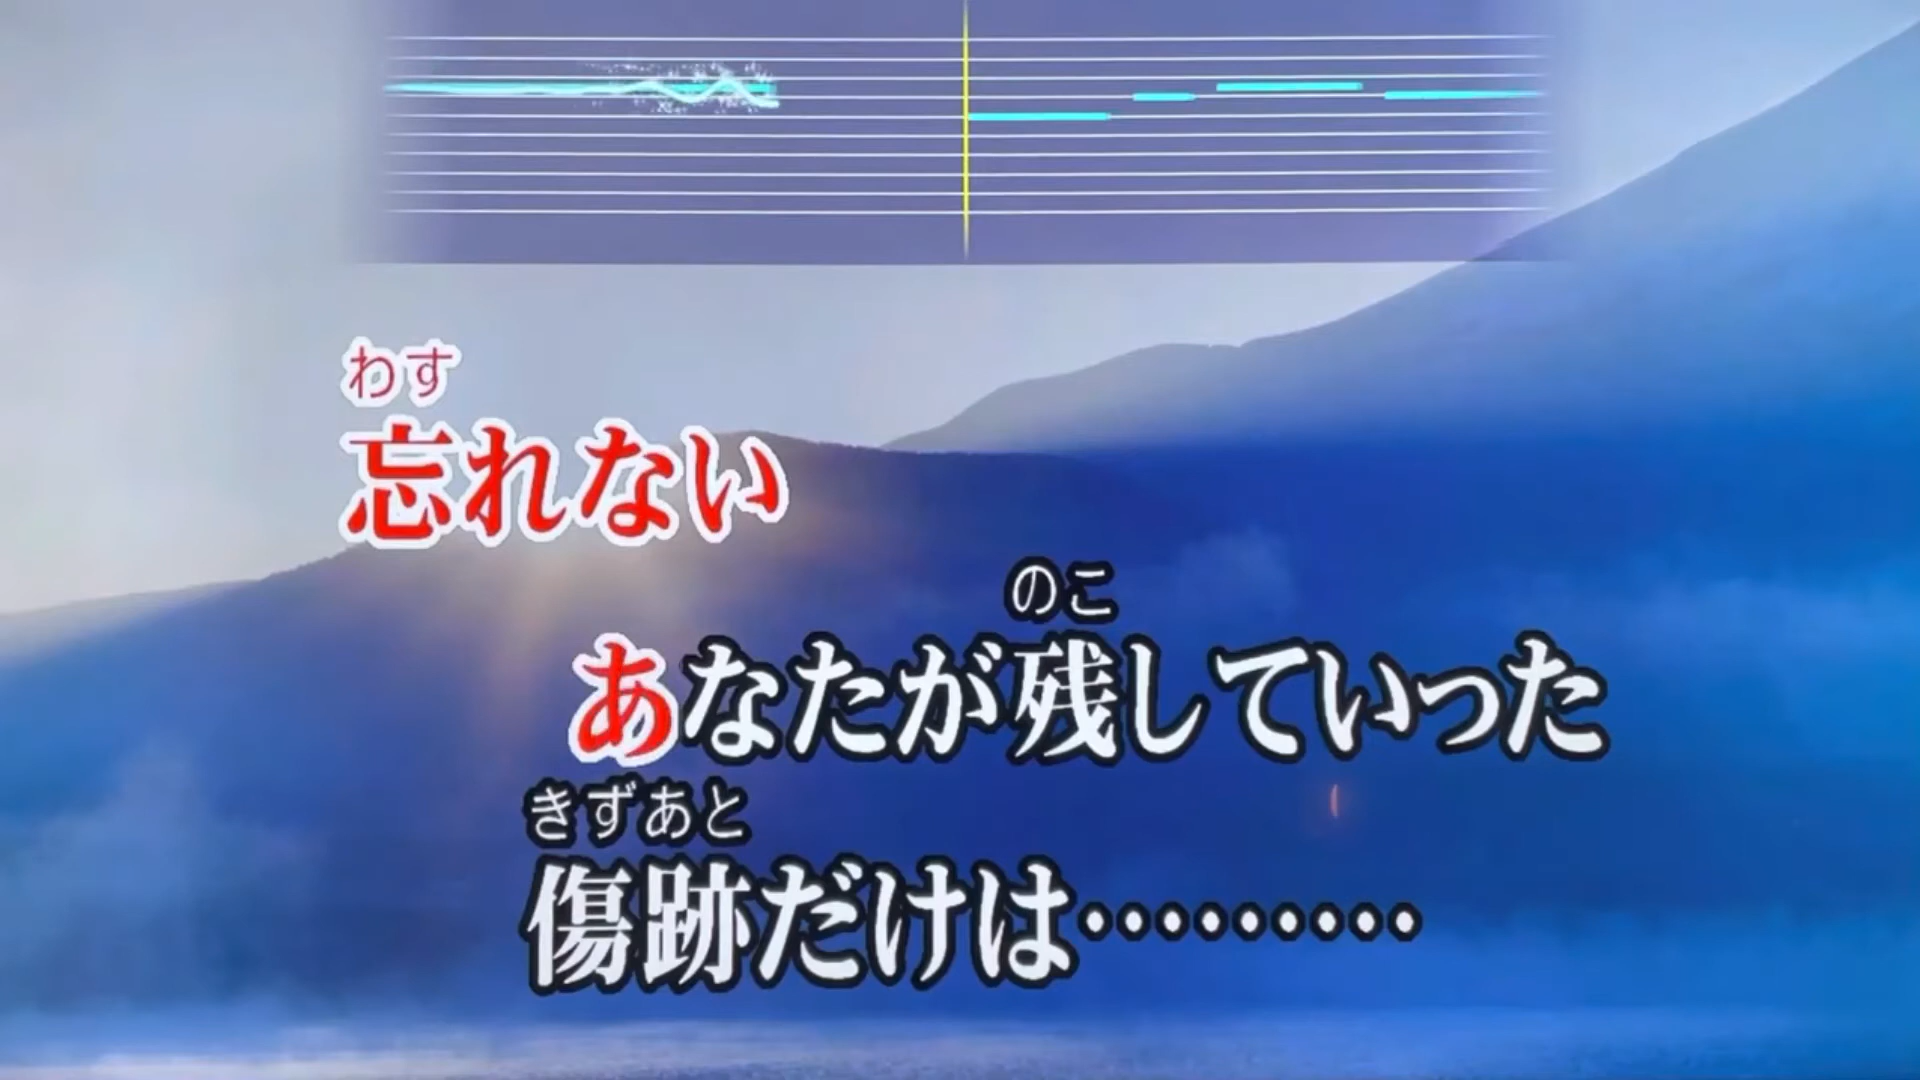 わす
忘れない
のこ
あなたが残していった
きずあと
傷跡だけは………